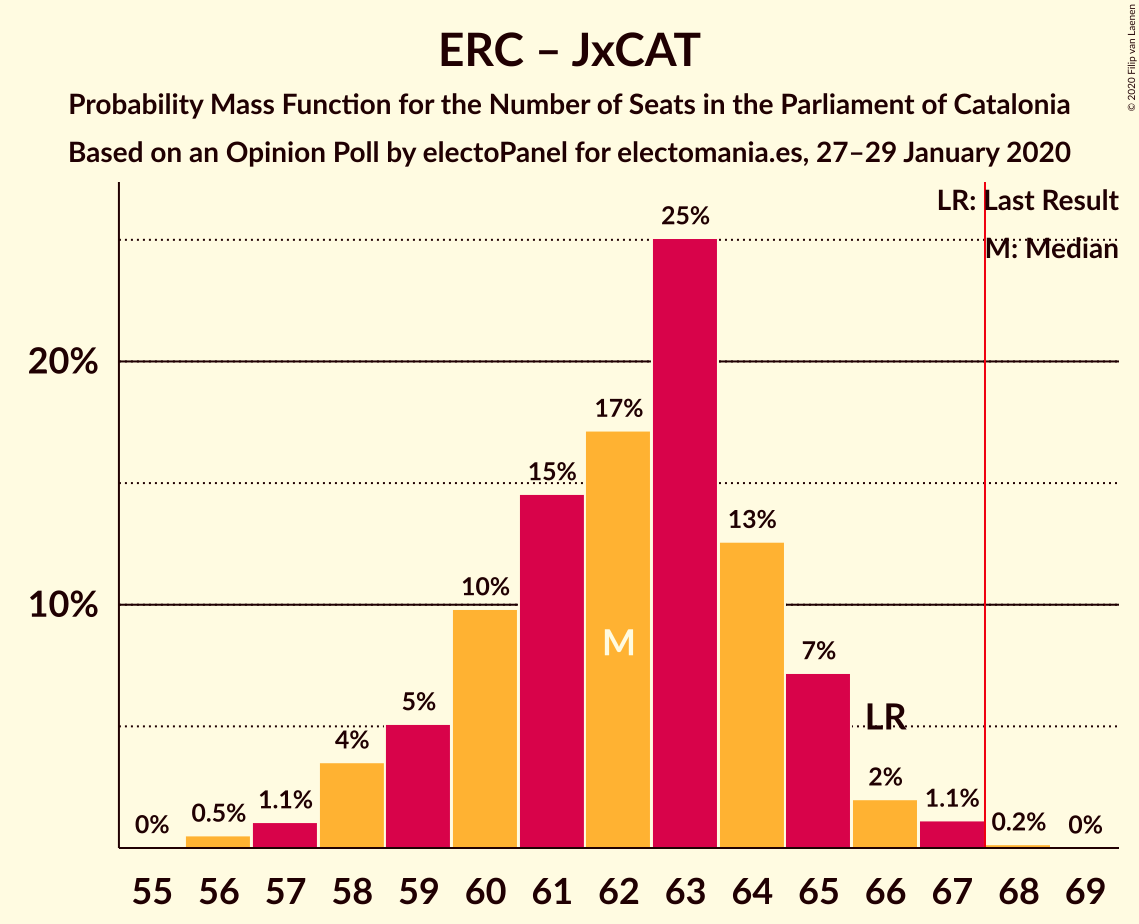 ERC – JxCAT
Probability Mass Function for the Number of Seats in the Parliament of Catalonia
Based on an Opinion Poll by electoPanel for electomania.es, 27–29 January 2020
© 2020 Filip van Laenen
LR: Last Result
M: Median
25%
20%
17%
15%
13%
10%
10%
M
7%
5%
LR
4%
2%
1.1%
1.1%
0.5%
0.2%
0%
0%
55 56 57 58 59 60 61 62 63 64 65 66 67 68 69